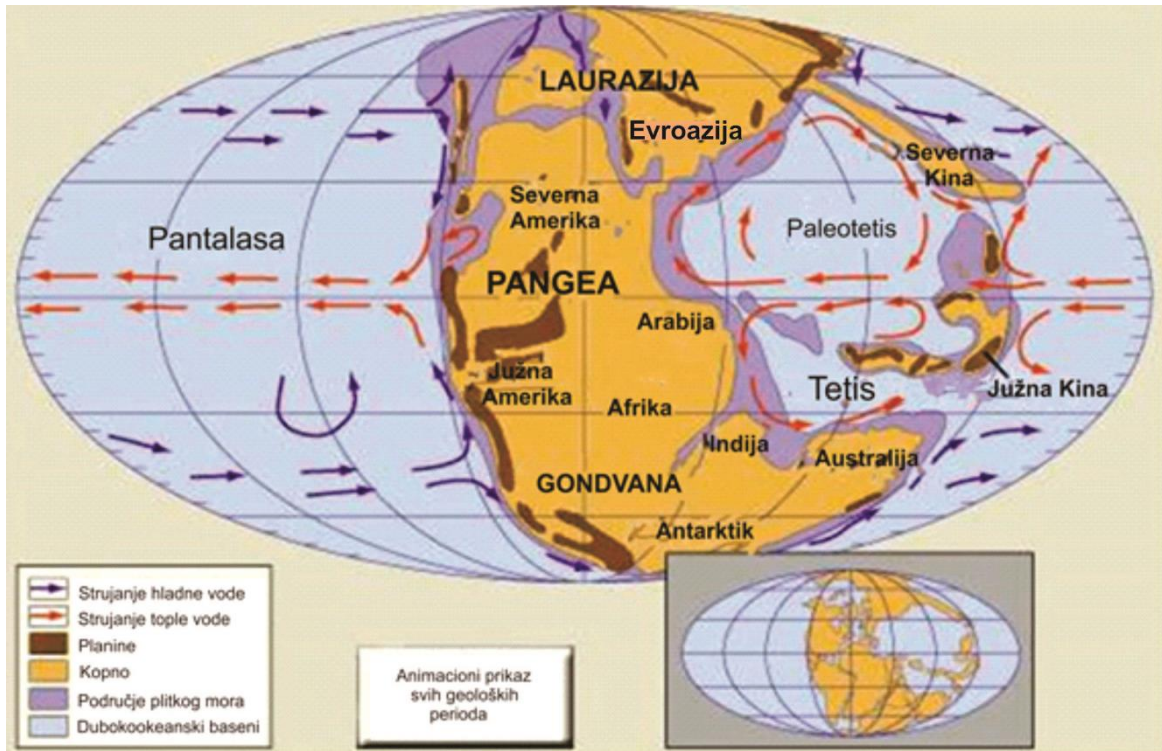 LAURAZIJA
Evroazija
Severna
Kina
Severna
Amerika
Pantalasa
Paleotetis
PANGEA
Arabija
Južna
Amerika
Tetis
Južna Kina
Afrika
Indija
Australija
GONDVANA
Antarktik
Strujanje hladne vode
Strujanje tople vode
Planine
Kopno
Područje plitkog mora
Dubokookeanski baseni
Animacioni prikaz
svih geoloških
perioda